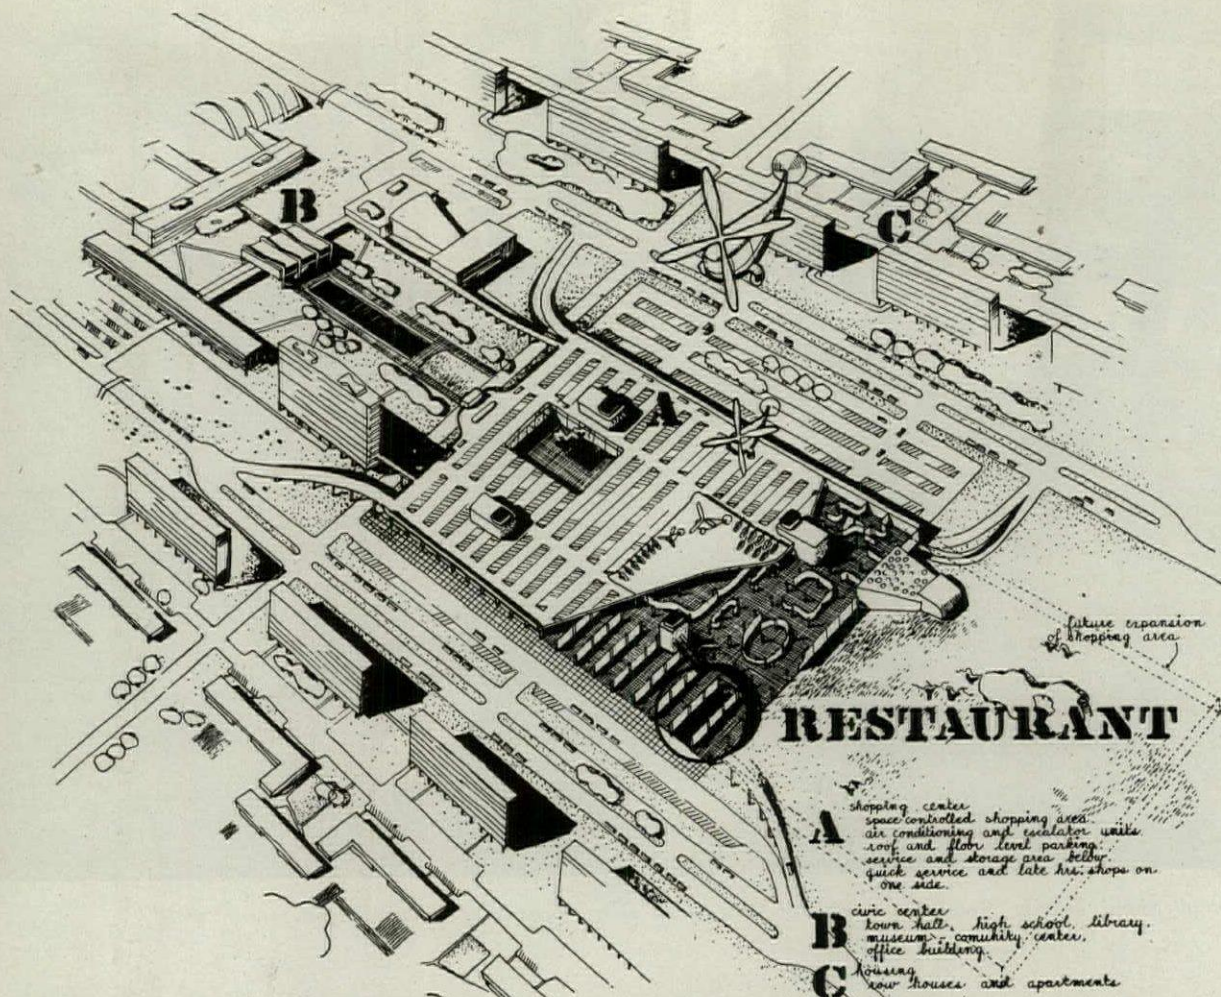 B
C
A
future expansion
of shopping area
RESTAURANT
A shopping center
space controlled shopping area.
air conditioning and escalator units.
roof and floor level parking.
service and storage area below.
quick service and late hrs. shops on
one side.
B civic center
town hall, high school, library.
museum - comunity center,
office building.
C housing
row houses and apartments